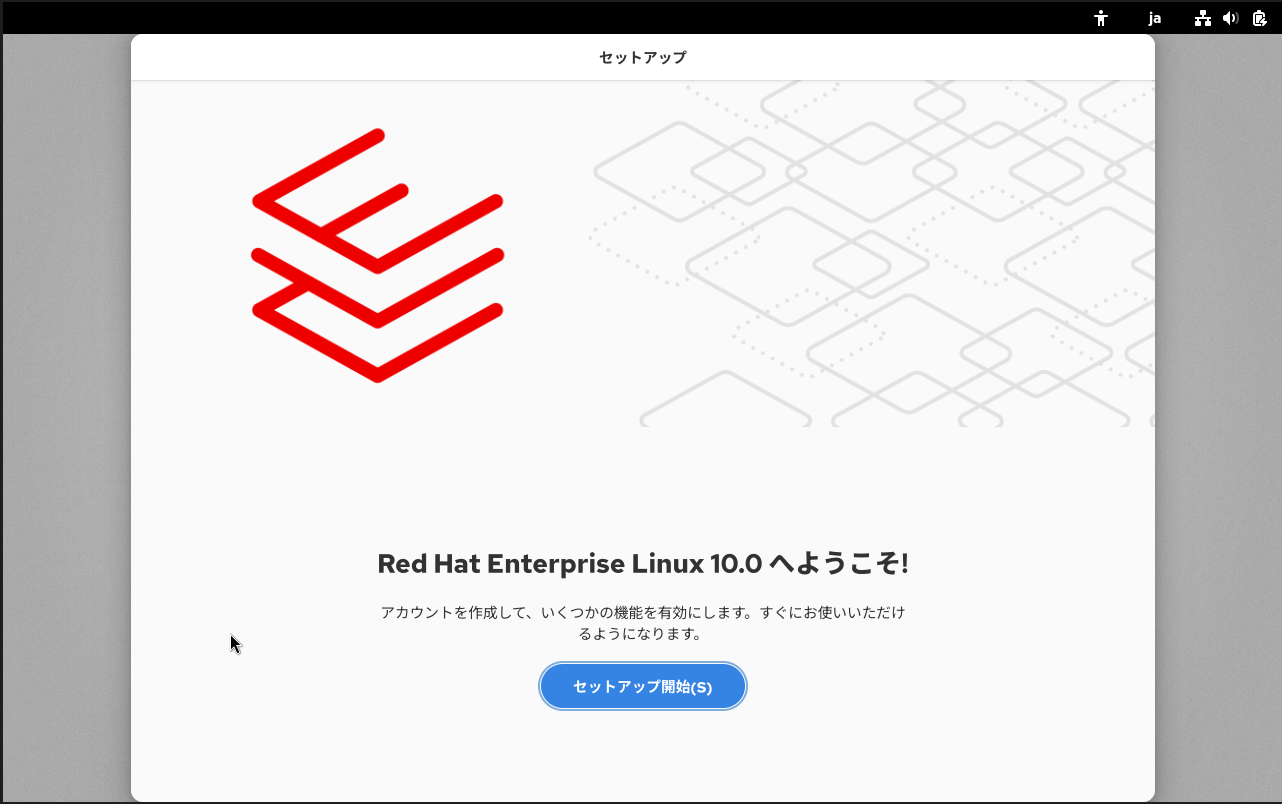 ja
セットアップ
Red Hat Enterprise Linux 10.0 へようこそ!
アカウントを作成して、いくつかの機能を有効にします。すぐにお使いいただけ
るようになります。
セットアップ開始(S)